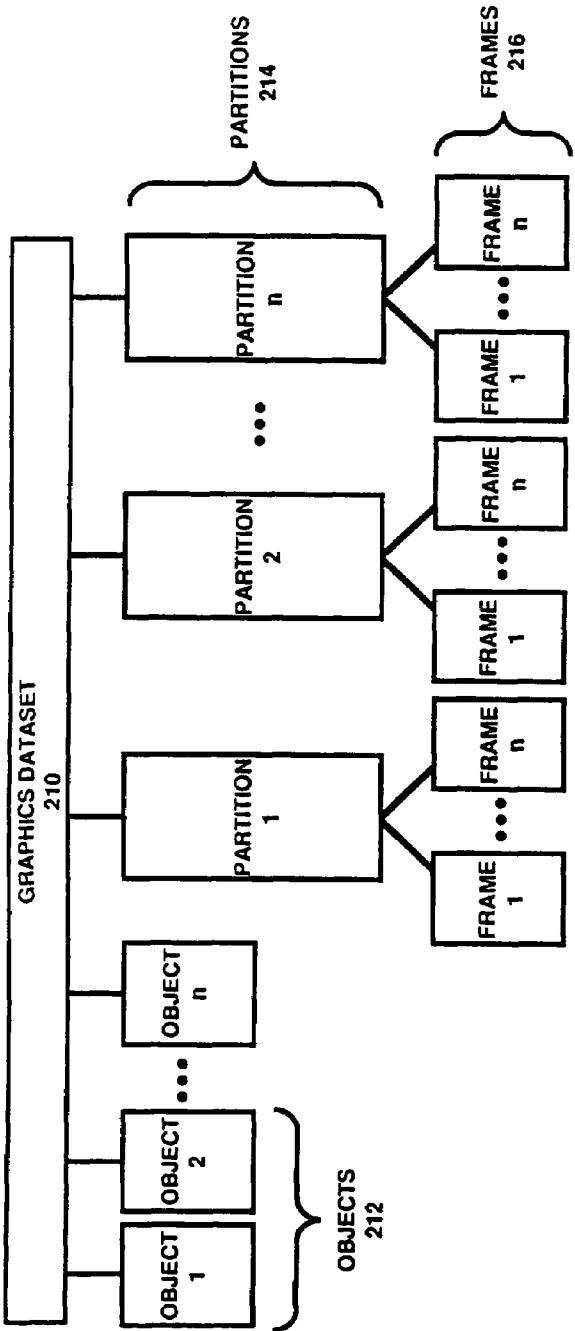 GRAPHICS DATASET
210
OBJECT
1
OBJECT
2
•••
OBJECT
n
PARTITION
1
PARTITION
2
•••
PARTITION
n
OBJECTS
212
PARTITIONS
214
FRAME
1
•••
FRAME
n
FRAME
1
•••
FRAME
n
FRAME
1
•••
FRAME
n
FRAMES
216